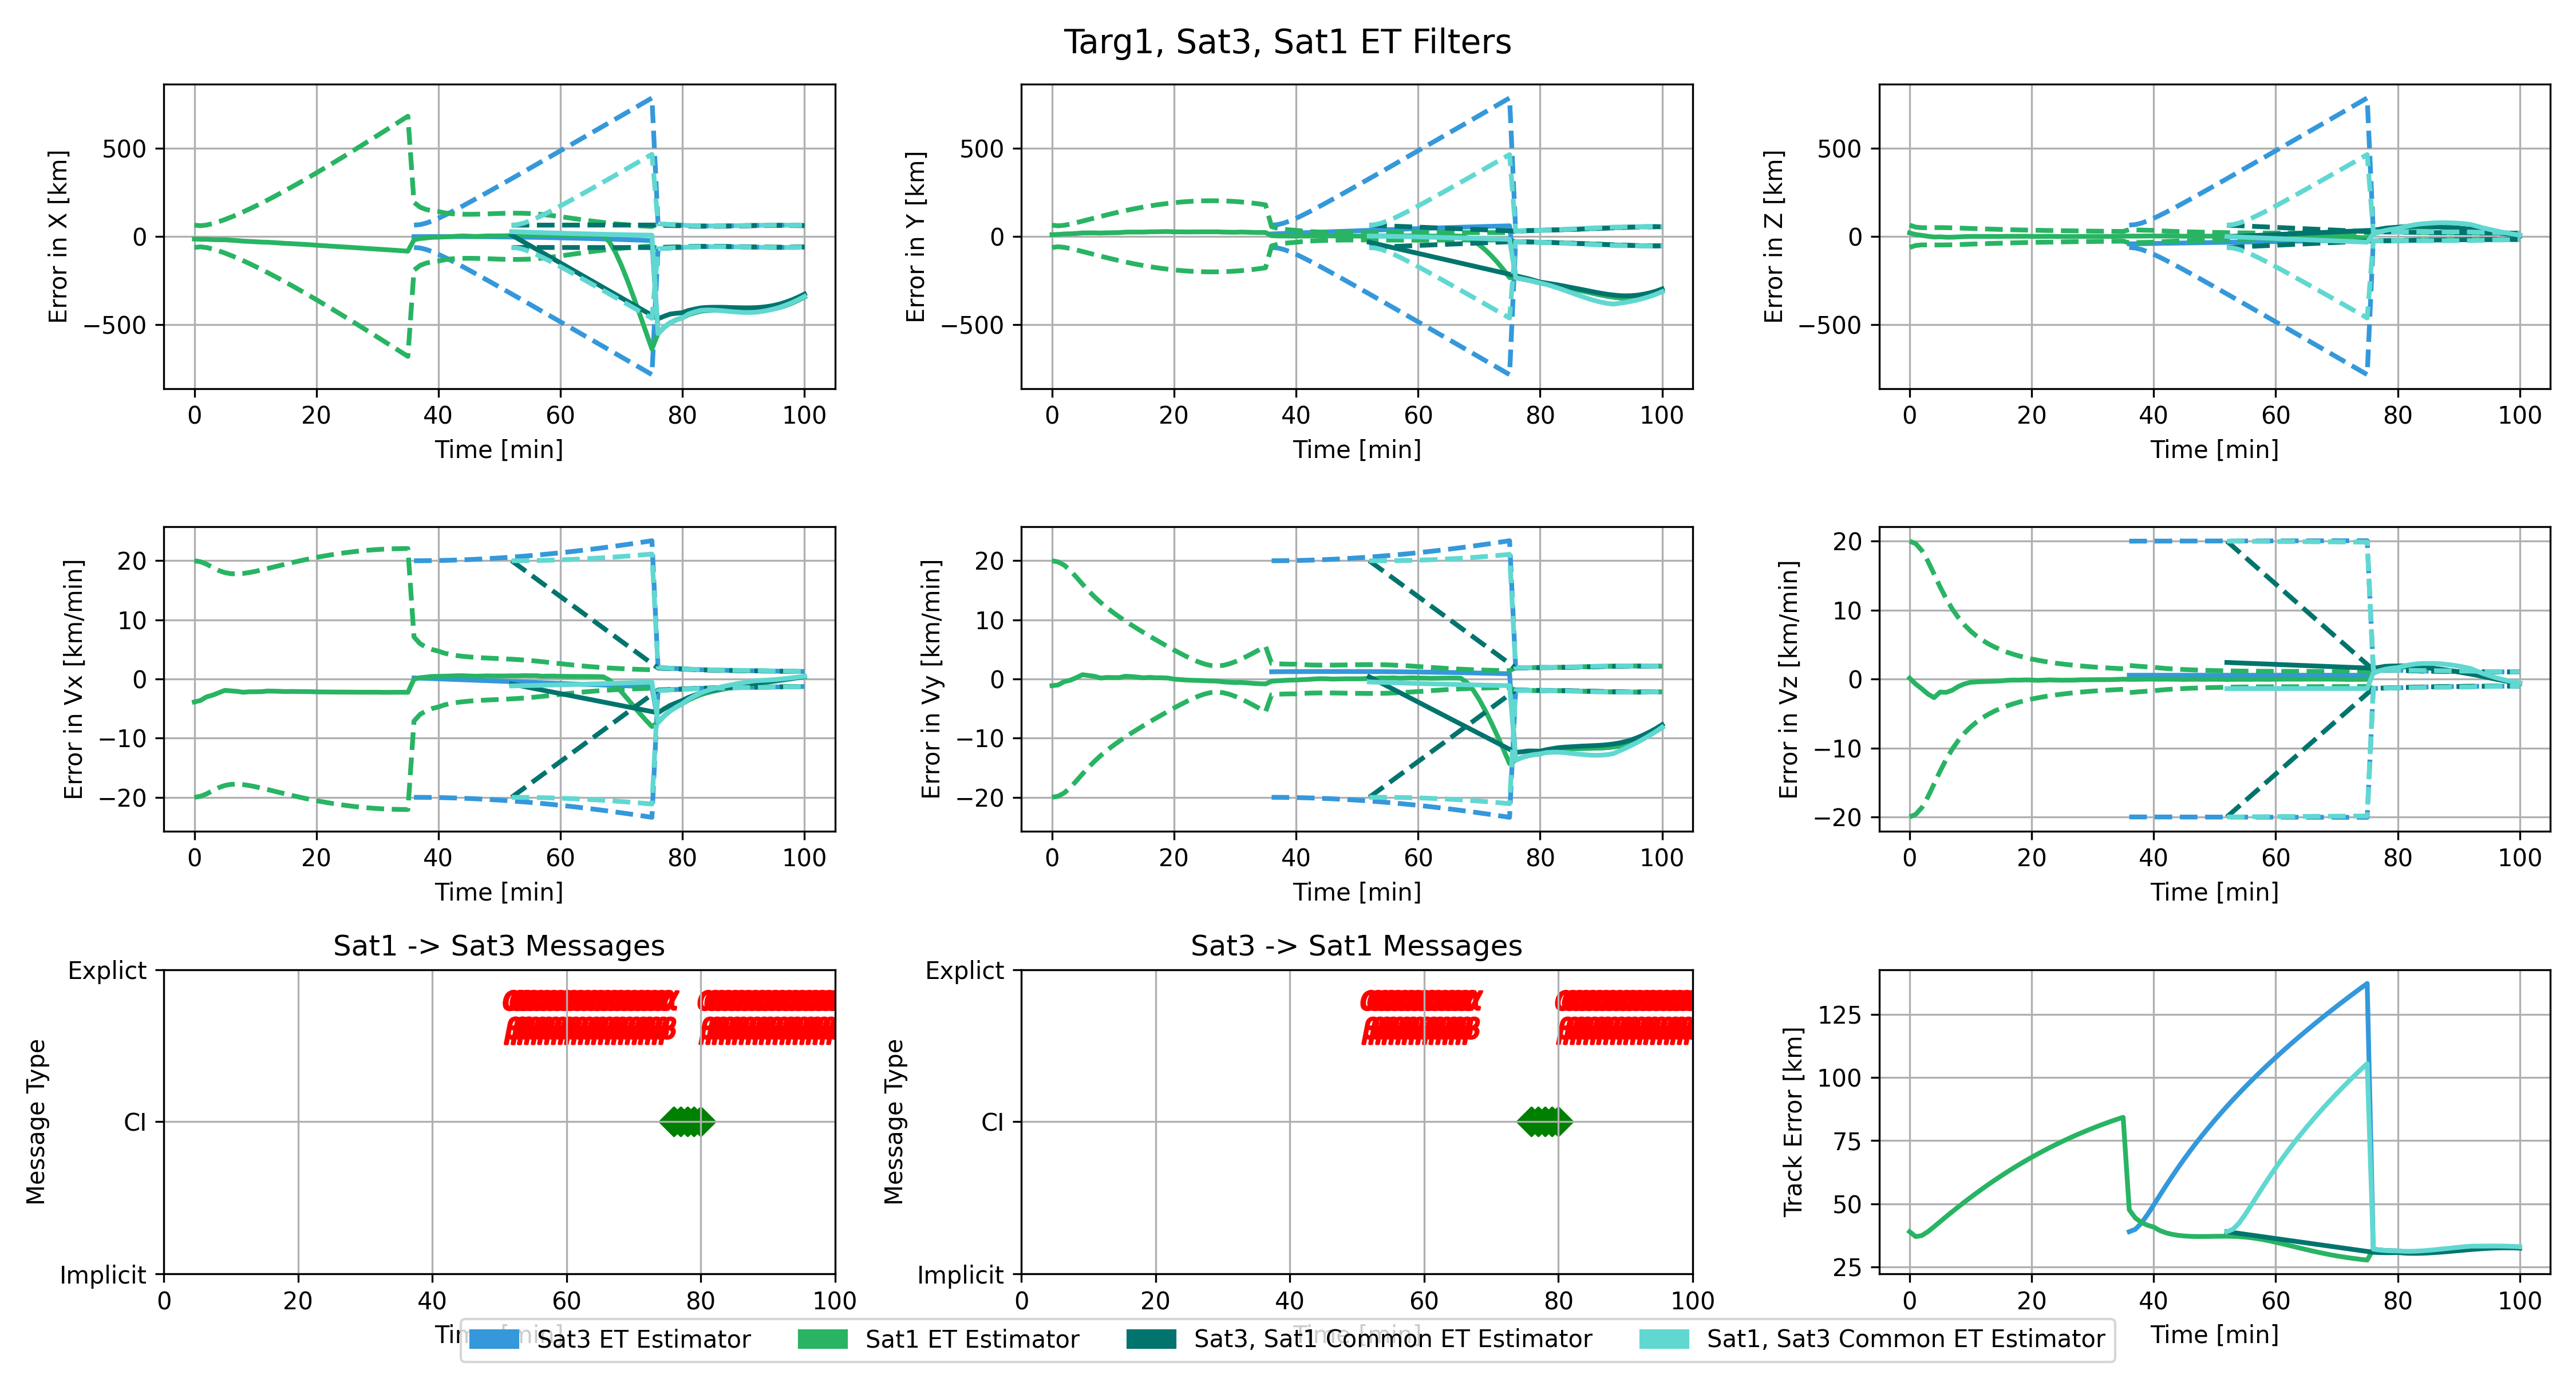 Targ1, Sat3, Sat1 ET Filters
Error in X [km]
500
0
−500
0 20 40 60 80 100
Time [min]
Error in Y [km]
500
0
−500
0 20 40 60 80 100
Time [min]
Error in Z [km]
500
0
−500
0 20 40 60 80 100
Time [min]
Error in Vx [km/min]
20
10
0
−10
−20
0 20 40 60 80 100
Time [min]
Error in Vy [km/min]
20
10
0
−10
−20
0 20 40 60 80 100
Time [min]
Error in Vz [km/min]
20
10
0
−10
−20
0 20 40 60 80 100
Time [min]
Sat1 -> Sat3 Messages
Message Type
Explict
CI
Implicit
0 20 40 60 80 100
Sat3 -> Sat1 Messages
Message Type
Explict
CI
Implicit
0 20 40 60 80 100
Track Error [km]
125
100
75
50
25
0 20 40 60 80 100
Time [min]
Time [min]
Time [min]
Sat3 ET Estimator
Sat1 ET Estimator
Sat3, Sat1 Common ET Estimator
Sat1, Sat3 Common ET Estimator